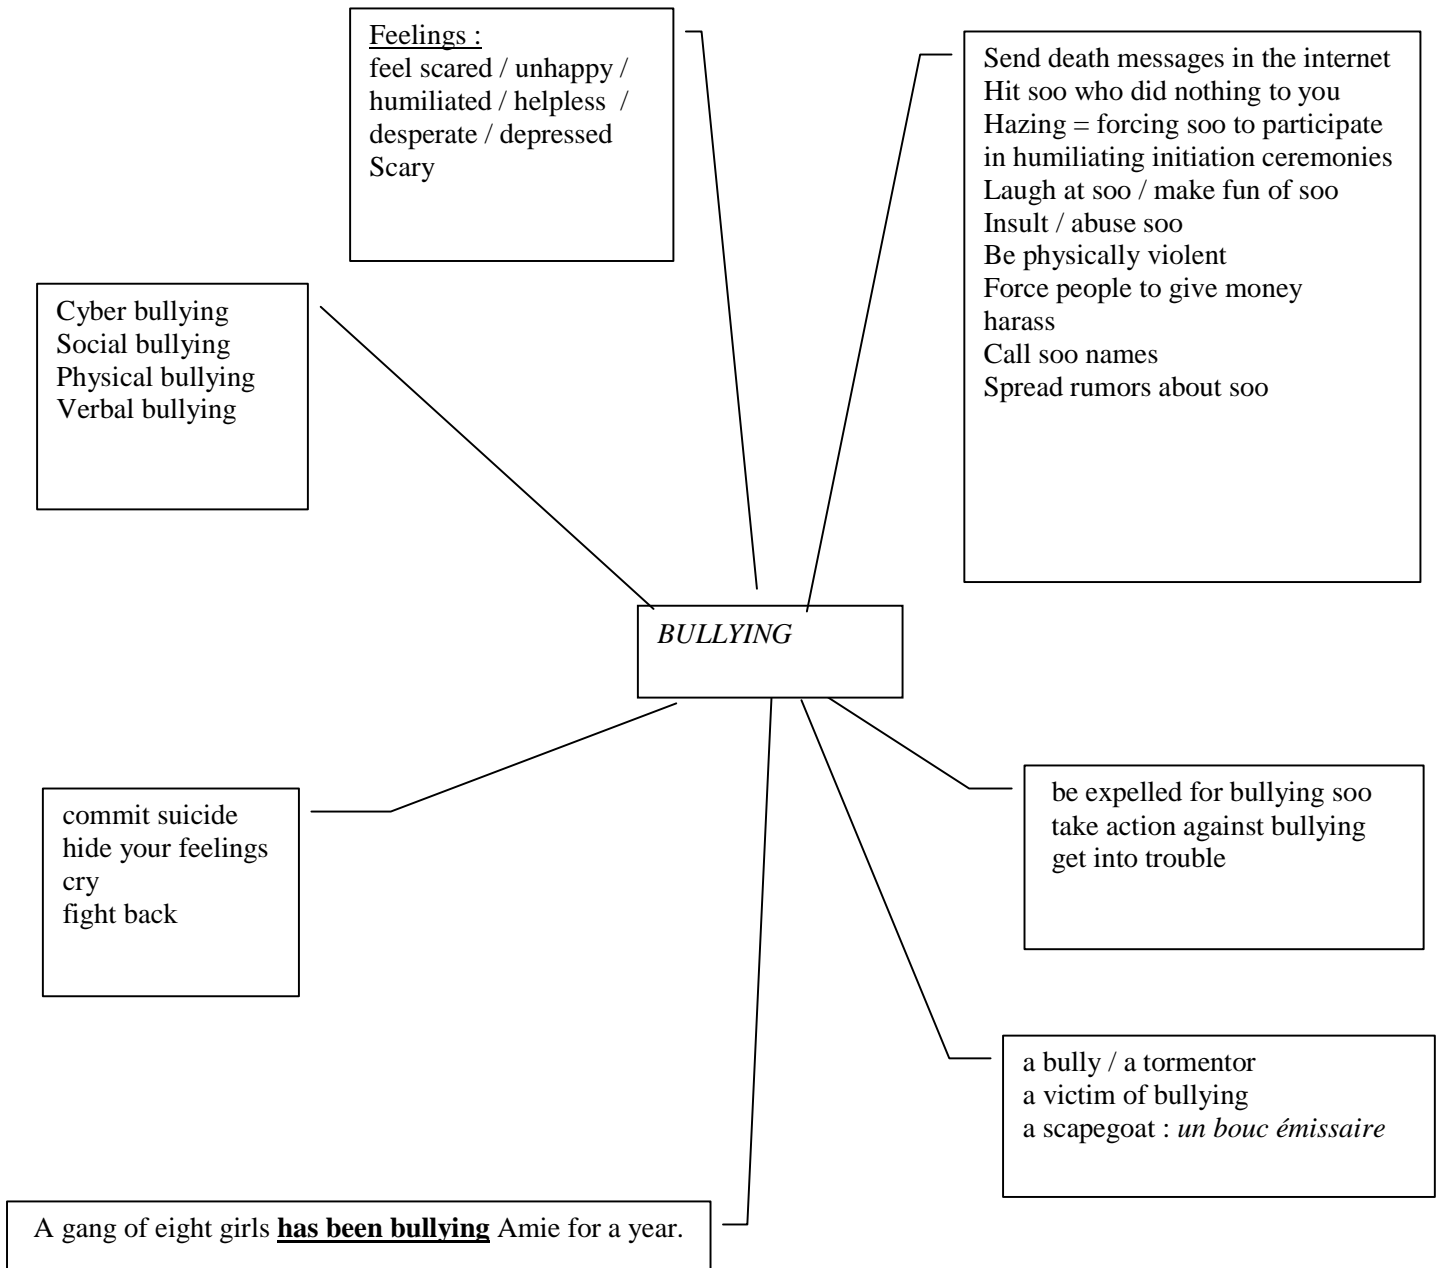 Feelings :
feel scared / unhappy /
humiliated / helpless /
desperate / depressed
Scary
Send death messages in the internet
Hit soo who did nothing to you
Hazing = forcing soo to participate
in humiliating initiation ceremonies
Laugh at soo / make fun of soo
Insult / abuse soo
Be physically violent
Force people to give money
harass
Call soo names
Spread rumors about soo
Cyber bullying
Social bullying
Physical bullying
Verbal bullying
BULLYING
commit suicide
hide your feelings
cry
fight back
be expelled for bullying soo
take action against bullying
get into trouble
a bully / a tormentor
a victim of bullying
a scapegoat : un bouc émissaire
A gang of eight girls has been bullying Amie for a year.